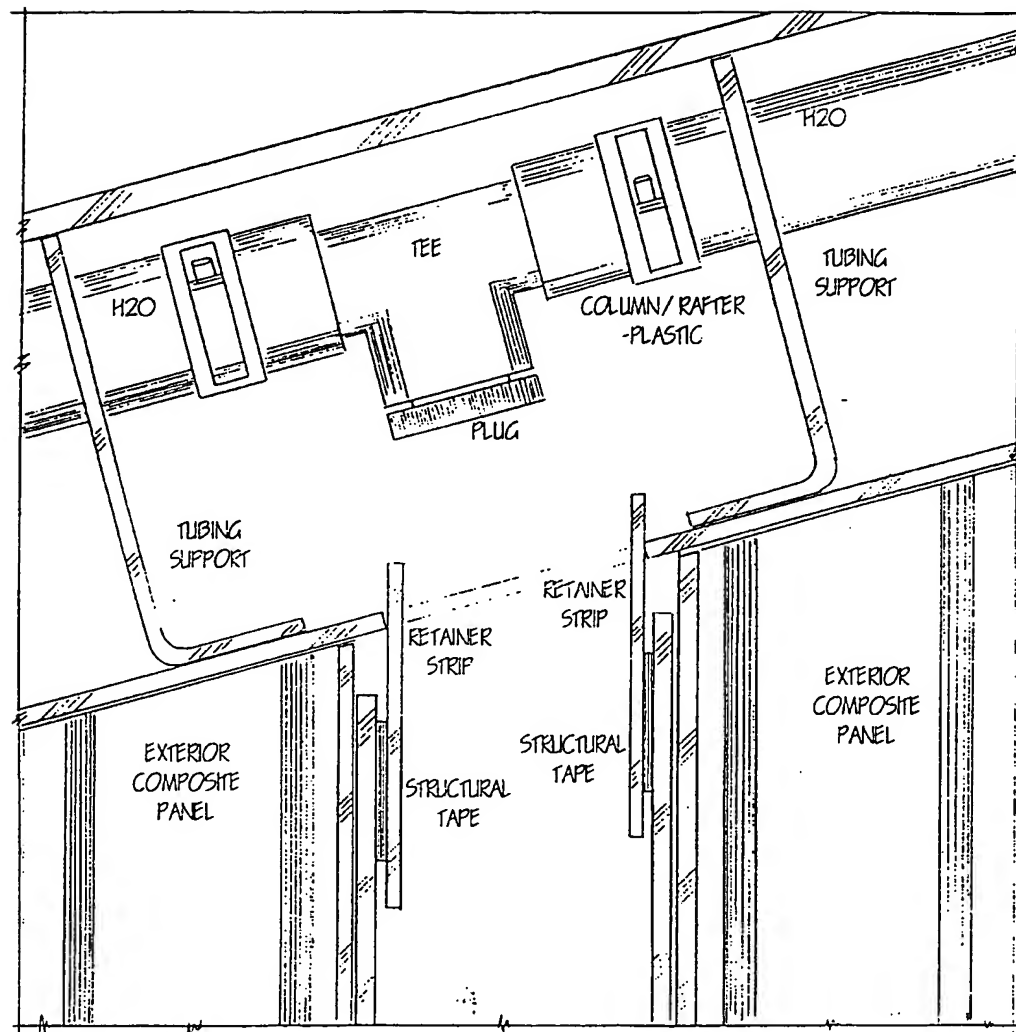 H2O
TEE
H2O
TUBING
SUPPORT
COLUMN/RAFTER
-PLASTIC
PLUG
TUBING
SUPPORT
RETAINER
STRIP
RETAINER
STRIP
EXTERIOR
COMPOSITE
PANEL
STRUCTURAL
TAPE
EXTERIOR
COMPOSITE
PANEL
STRUCTURAL
TAPE